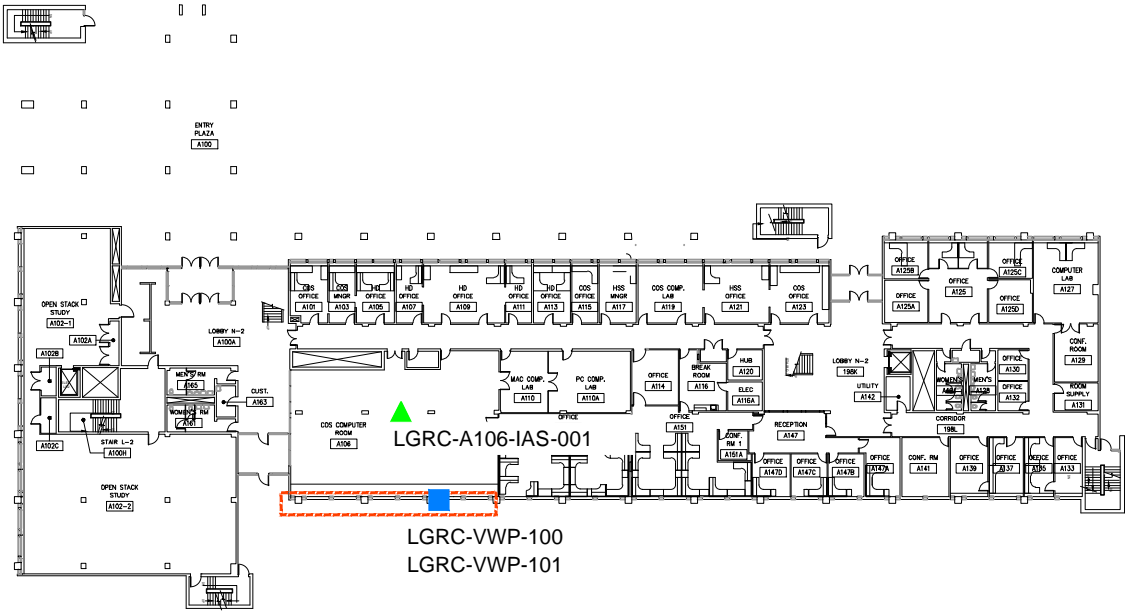 ENTRY
PLAZA
A100
OPEN STACK
STUDY
A102-1
A102A
A102B
A102C
LOBBY N-2
A100A
MEN'S RM
A165
WOMEN'S RM
A161
CUST.
A163
STAIR L-2
A100H
OPEN STACK
STUDY
A102-2
OFFICE
A101
MNGR
A103
HD
OFFICE
A105
HD
OFFICE
A107
HD
OFFICE
A109
HD
OFFICE
A111
HD
OFFICE
A113
COS
OFFICE
A115
HSS
MNGR
A117
COS COMP.
LAB
A119
HSS
OFFICE
A121
COS
OFFICE
A123
CDS COMPUTER
ROOM
A106
MAC COMP.
LAB
A110
PC COMP.
LAB
A110A
OFFICE
A114
BREAK
ROOM
A116
HUB
A120
ELEC
A116A
OFFICE
OFFICE
A151
CONF.
RM 1
A151A
RECEPTION
A147
OFFICE
A147D
OFFICE
A147C
OFFICE
A147B
OFFICE
A147A
LOBBY N-2
198K
UTILITY
A142
OFFICE
A125B
OFFICE
A125A
OFFICE
A125
OFFICE
A125C
OFFICE
A125D
COMPUTER
LAB
A127
CONF.
ROOM
A129
ROOM
SUPPLY
A131
OFFICE
A130
OFFICE
A132
WOMEN'S
MEN'S
CORRIDOR
198L
CONF. RM
A141
OFFICE
A139
OFFICE
A137
OFFICE
OFFICE
A133
LGRC-A106-IAS-001
LGRC-VWP-100
LGRC-VWP-101